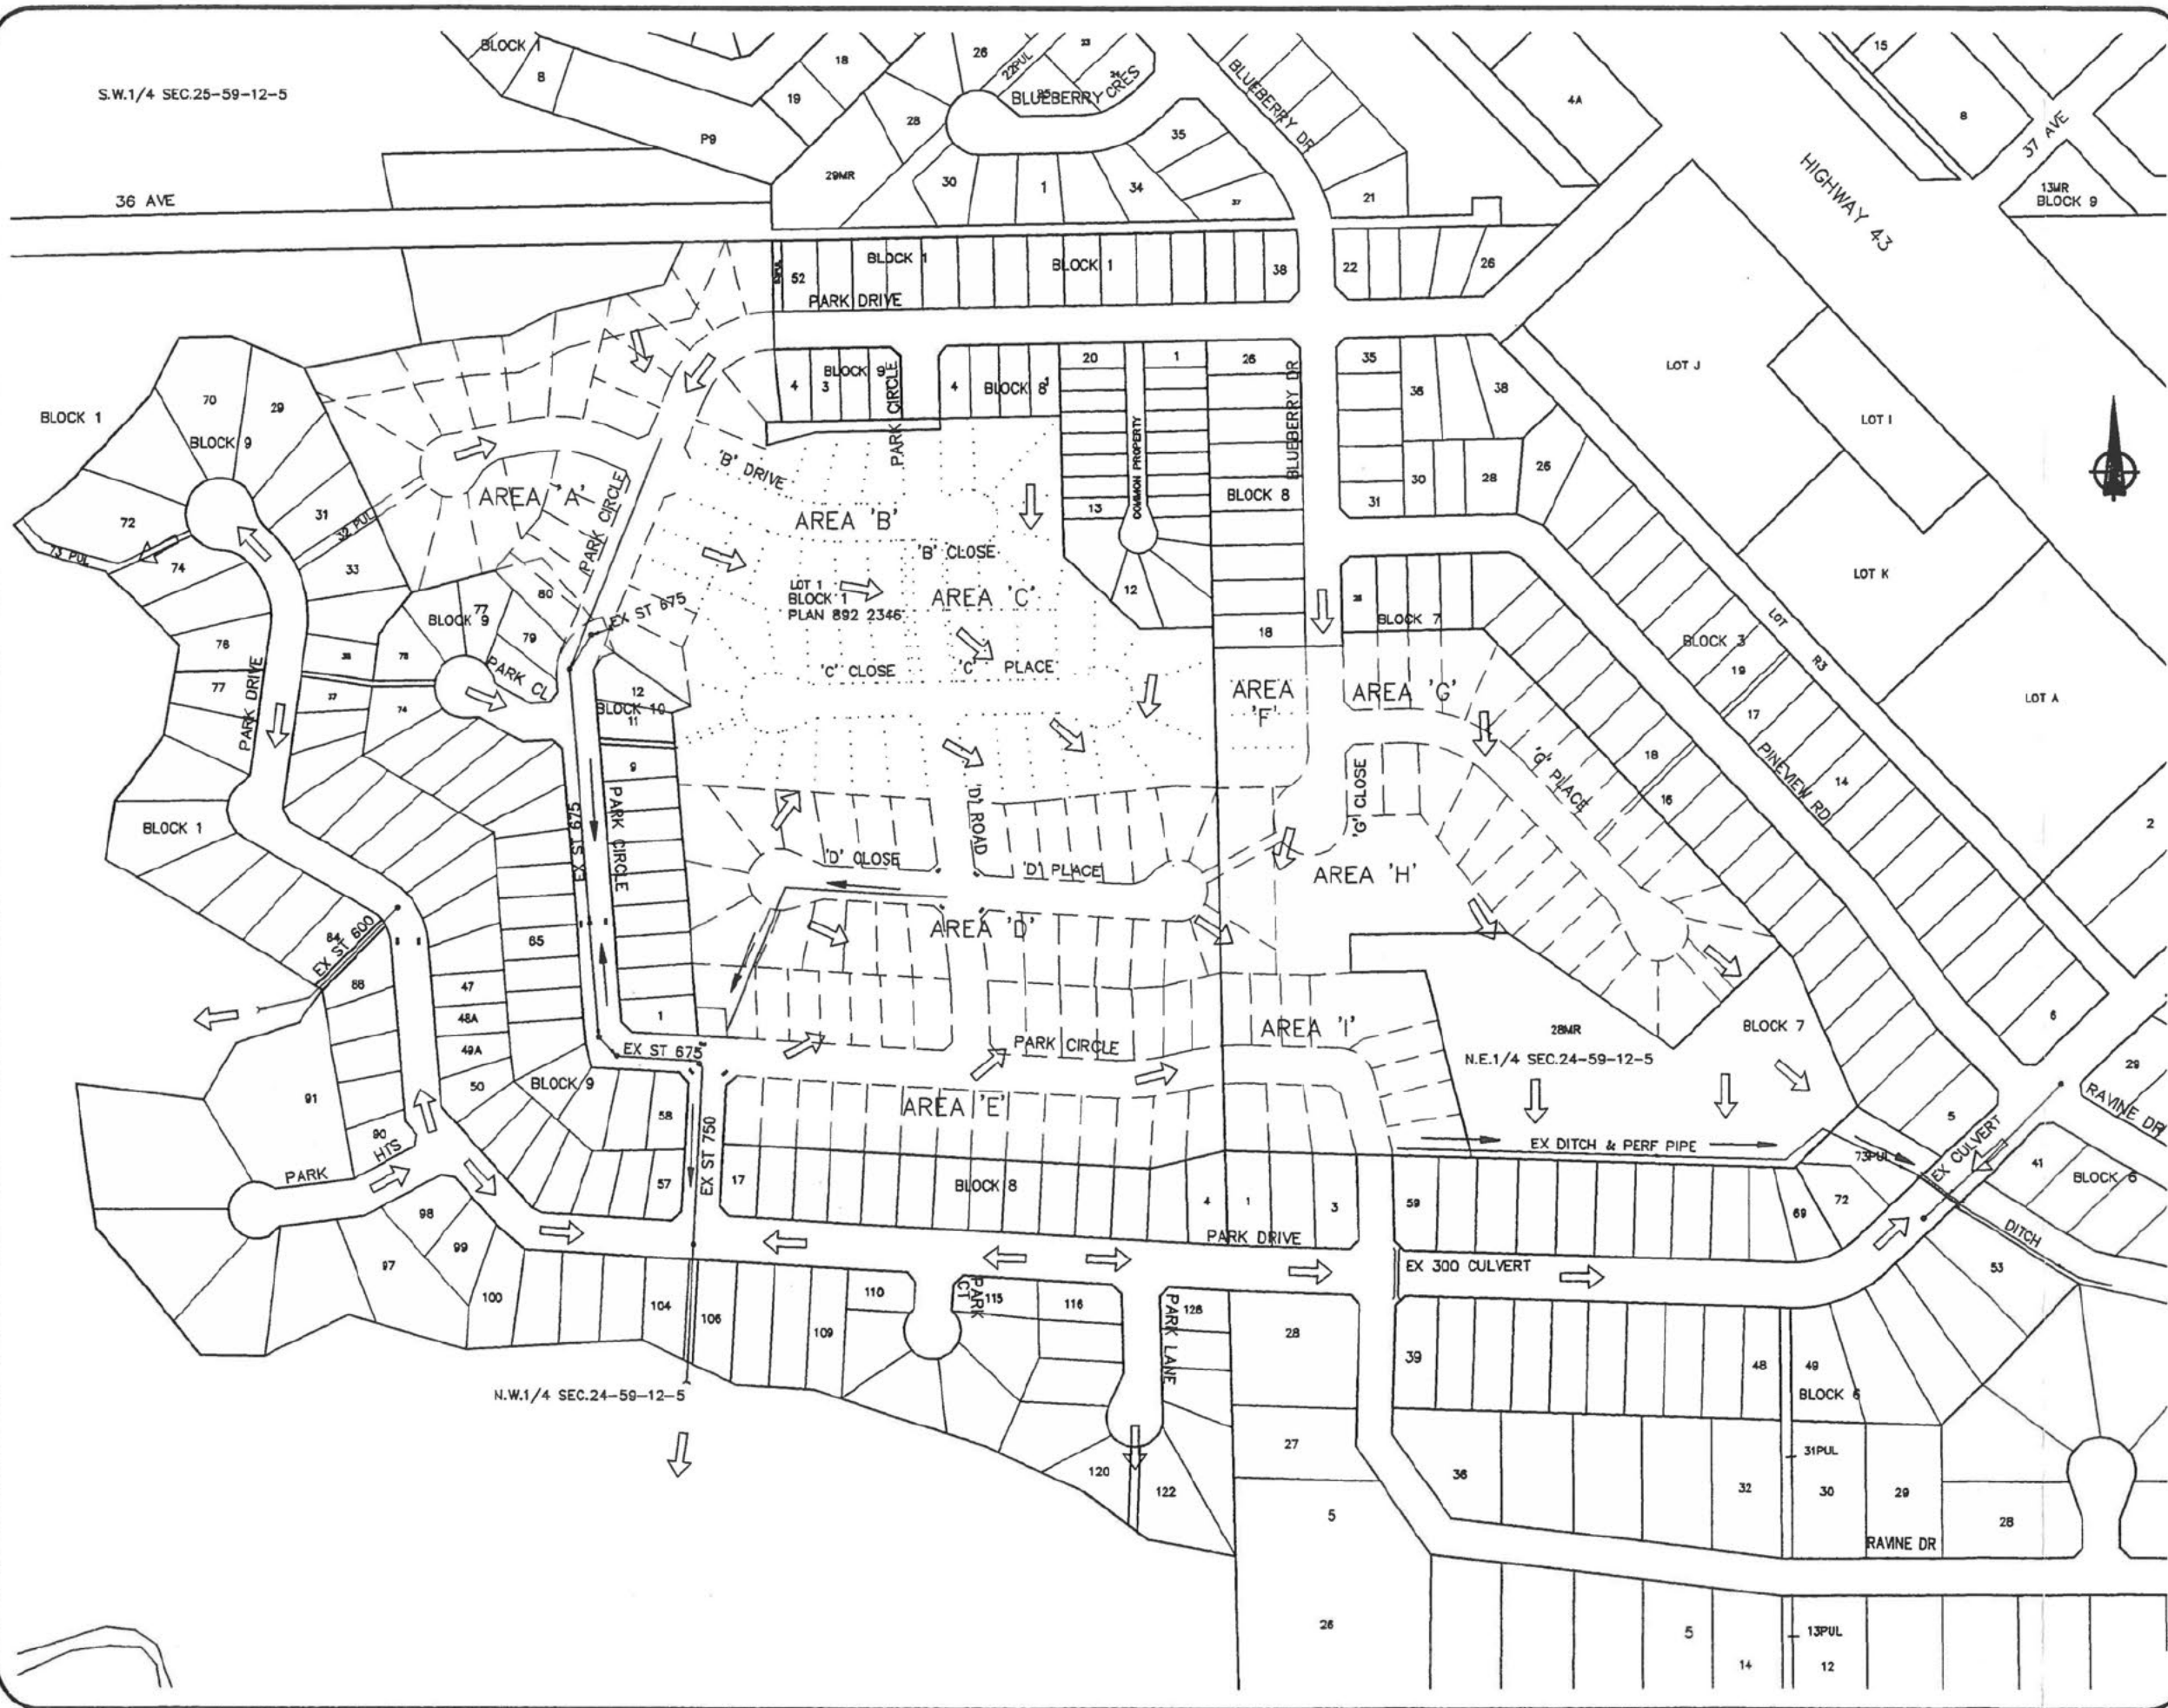 BLOCK 1
8
S.W.1/4 SEC.25-59-12-5
P9
19
18
26
22PUL
33
BLUEBERRY CRES
28
29MR
30
1
34
35
37
BLUEBERRY DR
21
4A
15
8
37 AVE
13MR
BLOCK 9
HIGHWAY 43
36 AVE
52
BLOCK 1
BLOCK 1
38
22
26
PARK DRIVE
4
3
BLOCK 9
PARK CIRCLE
4
BLOCK 8
20
1
26
BLUEBERRY DR
35
36
38
LOT J
LOT I
BLOCK 1
70
29
BLOCK 9
'B' DRIVE
COMMON PROPERTY
BLOCK 8
30
28
26
31
13
72
31
32 PUL
AREA 'A'
PARK CIRCLE
AREA 'B'
'B' CLOSE
73 PUL
74
33
LOT 1
BLOCK 1
PLAN 892 2346
AREA 'C'
12
LOT K
80
77
BLOCK 9
79
EX ST 675
18
BLOCK 7
BLOCK 3
LOT
R3
19
76
PARK CL
'C' CLOSE
'C' PLACE
77
37
74
12
BLOCK 10
11
AREA
'F'
AREA 'G'
17
LOT A
PARK DRIVE
9
18
'G' PLACE
PINEVIEW RD
14
16
BLOCK 1
EX ST 675
PARK CIRCLE
'D' ROAD
'G' CLOSE
2
'D' CLOSE
'D' PLACE
AREA 'H'
84
EX ST 600
65
AREA 'D'
88
47
48A
49A
50
1
EX ST 675
PARK CIRCLE
AREA 'I'
28MR
BLOCK 7
6
N.E.1/4 SEC.24-59-12-5
29
91
BLOCK 9
58
EX ST 750
AREA 'E'
5
RAVINE DR
90
PARK
HTS
EX DITCH & PERF PIPE
73PUL
EX CULVERT
41
BLOCK 6
57
17
BLOCK 8
4
1
3
59
69
72
98
99
PARK DRIVE
DITCH
97
EX 300 CULVERT
53
100
104
106
109
110
PARK
CT
115
116
PARK LANE
128
28
39
48
49
BLOCK 6
N.W.1/4 SEC.24-59-12-5
27
31PUL
120
122
36
32
30
29
28
5
RAVINE DR
26
5
13PUL
14
12